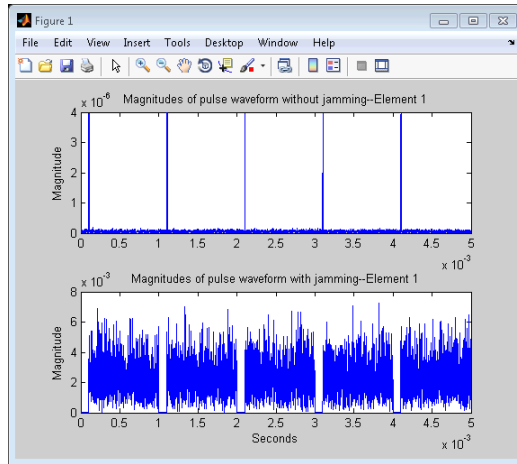 Figure 1
File Edit View Insert Tools Desktop Window Help
x 10^-6
Magnitudes of pulse waveform without jamming--Element 1
4
3
2
1
0
Magnitude
0 0.5 1 1.5 2 2.5 3 3.5 4 4.5 5
x 10^-3
x 10^-3
Magnitudes of pulse waveform with jamming--Element 1
8
6
4
2
0
Magnitude
0 0.5 1 1.5 2 2.5 3 3.5 4 4.5 5
Seconds
x 10^-3